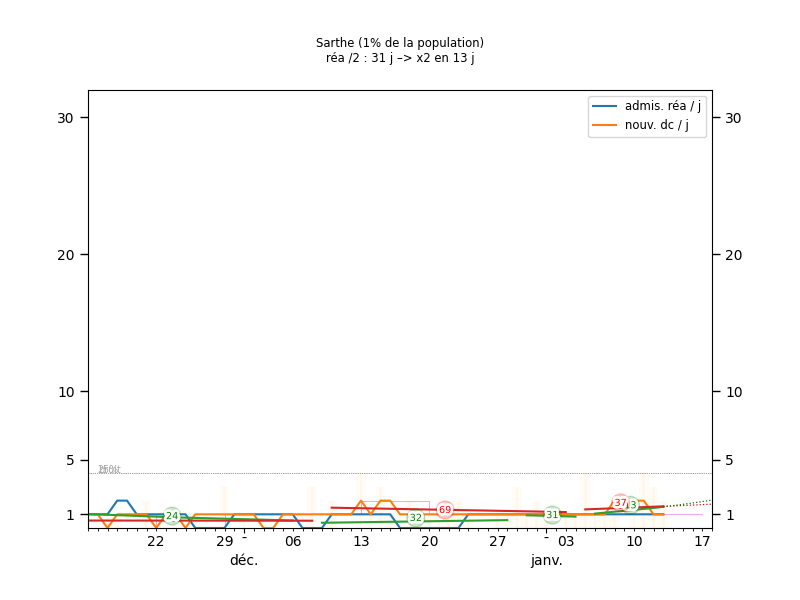 Sarthe (1% de la population)
réa /2 : 31 j –> x2 en 13 j
admis. réa / j
nouv. dc / j
30 30
20 20
10 10
5 5
1 1
24 32 69 31 37
22 29 - 06 13 20 27 - 03 10 17
déc. janv.